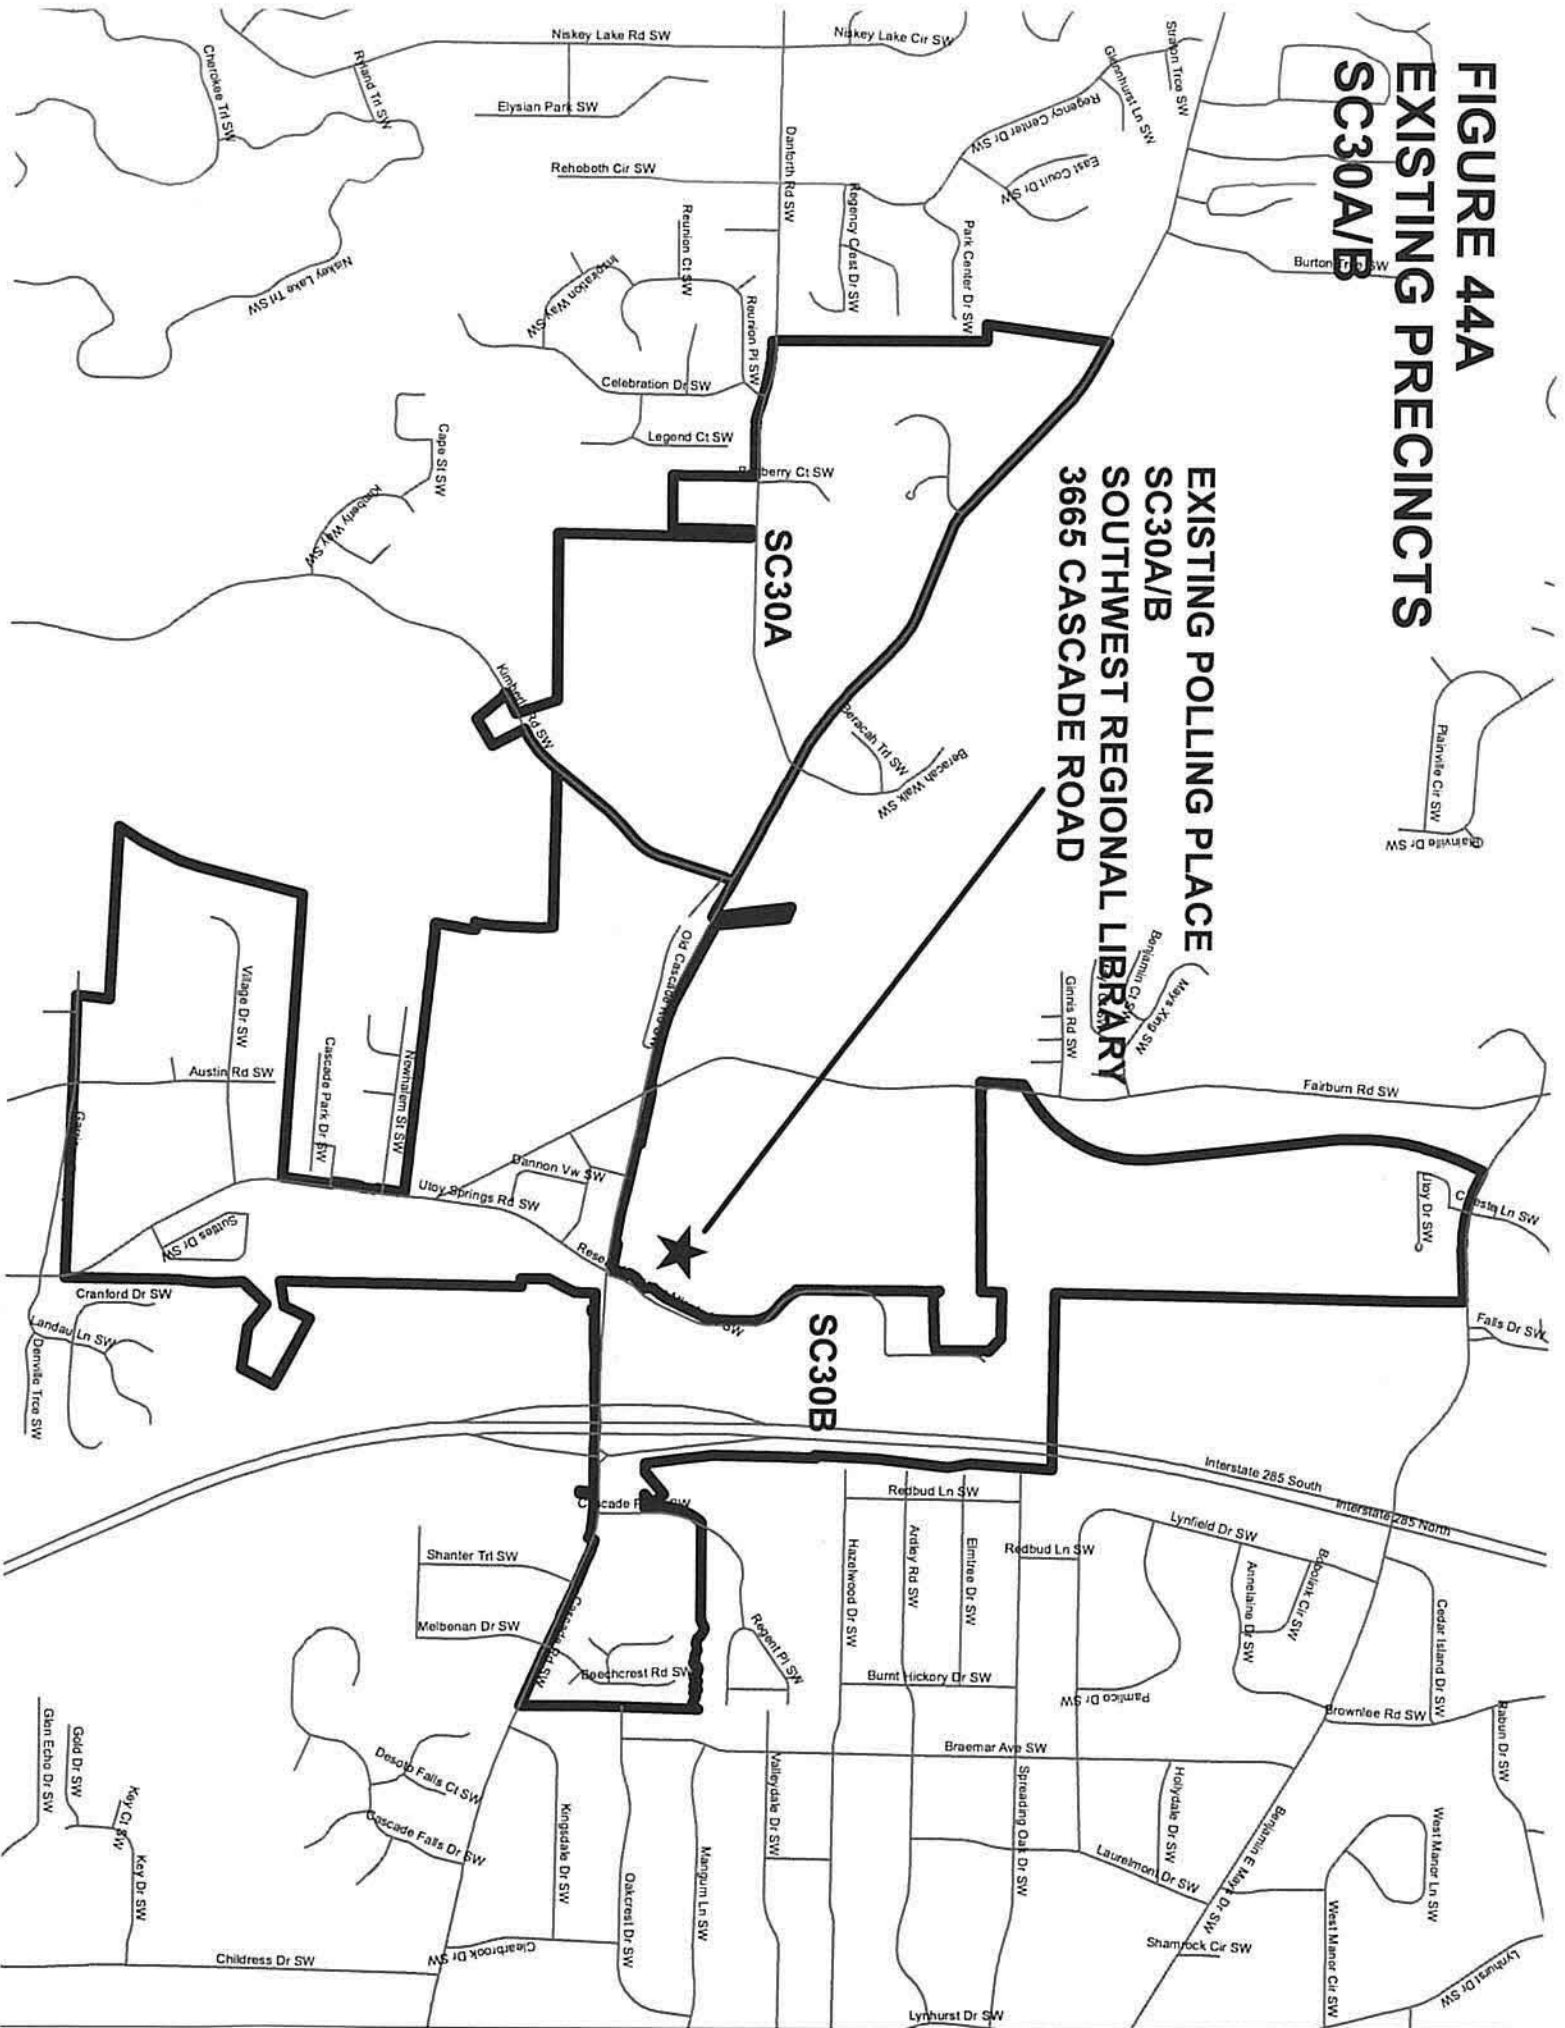 FIGURE 44A
EXISTING PRECINCTS
SC30A/B
EXISTING POLLING PLACE
SC30A/B
SOUTHWEST REGIONAL LIBRARY
3665 CASCADE ROAD
SC30A
SC30B
Niskey Lake Rd SW
Niskey Lake Cir SW
Cherokee Trl SW
Elysian Park SW
Rehoboth Cir SW
Danforth Rd SW
Stratton Trce SW
Glennhurst Ln SW
Regency Center Dr SW
East Court Dr SW
Regency Crest Dr SW
Park Center Dr SW
Reunion Ct SW
Reunion Pl SW
Inspiration Way SW
Niskey Lake Trl SW
Celebration Dr SW
Legend Ct SW
Cape St SW
Kimberly Way SW
Beracah Trl SW
Beracah Walk SW
Plainville Cir SW
Plainville Dr SW
Benjamin Ct SW
Mays Xing SW
Ginnis Rd SW
Fairburn Rd SW
Village Dr SW
Austin Rd SW
Cascade Park Dr SW
Newhalem St SW
Dannon Vw SW
Utoy Springs Rd SW
Suttles Dr SW
Cranford Dr SW
Landau Ln SW
Denville Trce SW
Falls Dr SW
Interstate 285 South
Interstate 285 North
Redbud Ln SW
Redbud Ln SW
Lynfield Dr SW
Bobolink Cir SW
Annelaine Dr SW
Cedar Island Dr SW
Hazelwood Dr SW
Ardley Rd SW
Elmtree Dr SW
Shanter Trl SW
Melbenan Dr SW
Cascade Rd SW
Beechcrest Rd SW
Regent Pl SW
Burnt Hickory Dr SW
Pamlico Dr SW
Brownlee Rd SW
Rabun Dr SW
Braemar Ave SW
Glen Echo Dr SW
Gold Dr SW
Key Ct SW
Key Dr SW
Desoto Falls Ct SW
Cascade Falls Dr SW
Kingsdale Dr SW
Oakcrest Dr SW
Mangum Ln SW
Valleydale Dr SW
Spreading Oak Dr SW
Hollydale Dr SW
Laurelmont Dr SW
Benjamin E Mays Dr SW
West Manor Ln SW
West Manor Cir SW
Shamrock Cir SW
Childress Dr SW
Clearbrook Dr SW
Lynhurst Dr SW
Lynhurst Dr SW